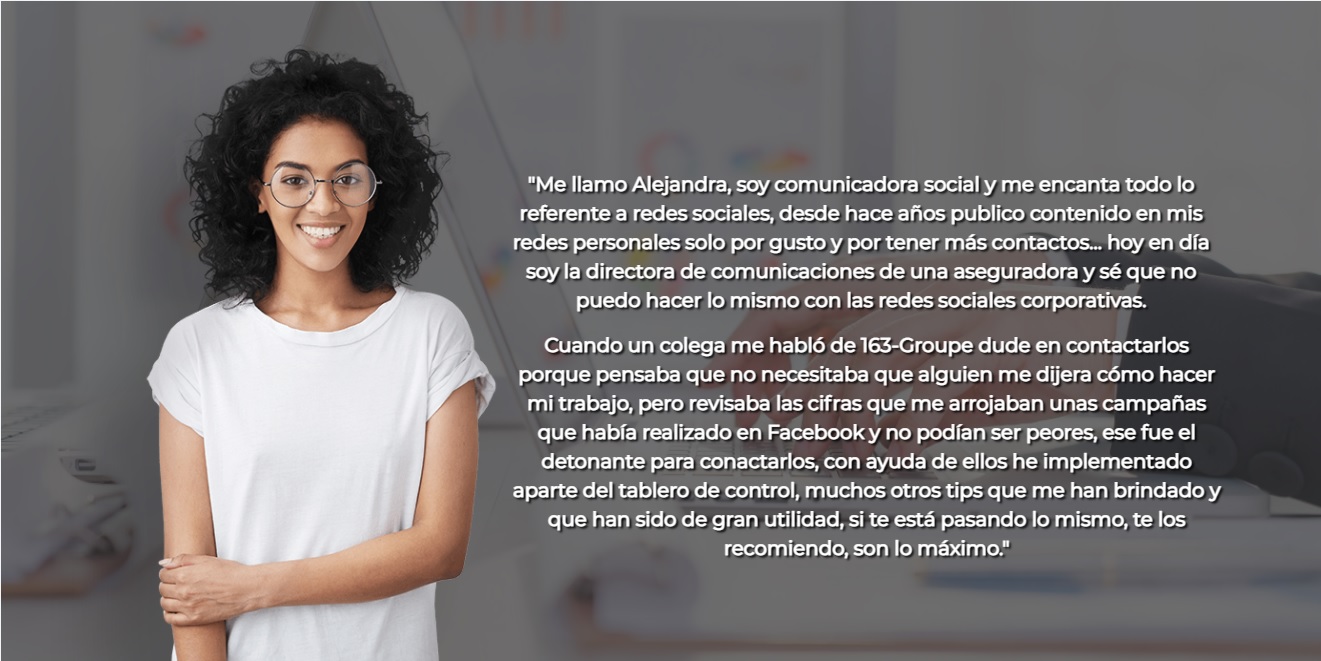 "Me llamo Alejandra, soy comunicadora social y me encanta todo lo
referente a redes sociales, desde hace años publico contenido en mis
redes personales solo por gusto y por tener más contactos... hoy en día
soy la directora de comunicaciones de una aseguradora y sé que no
puedo hacer lo mismo con las redes sociales corporativas.
Cuando un colega me habló de 163-Groupe dude en contactarlos
porque pensaba que no necesitaba que alguien me dijera cómo hacer
mi trabajo, pero revisaba las cifras que me arrojaban unas campañas
que había realizado en Facebook y no podían ser peores, ese fue el
detonante para conactarlos, con ayuda de ellos he implementado
aparte del tablero de control, muchos otros tips que me han brindado y
que han sido de gran utilidad, si te está pasando lo mismo, te los
recomiendo, son lo máximo."